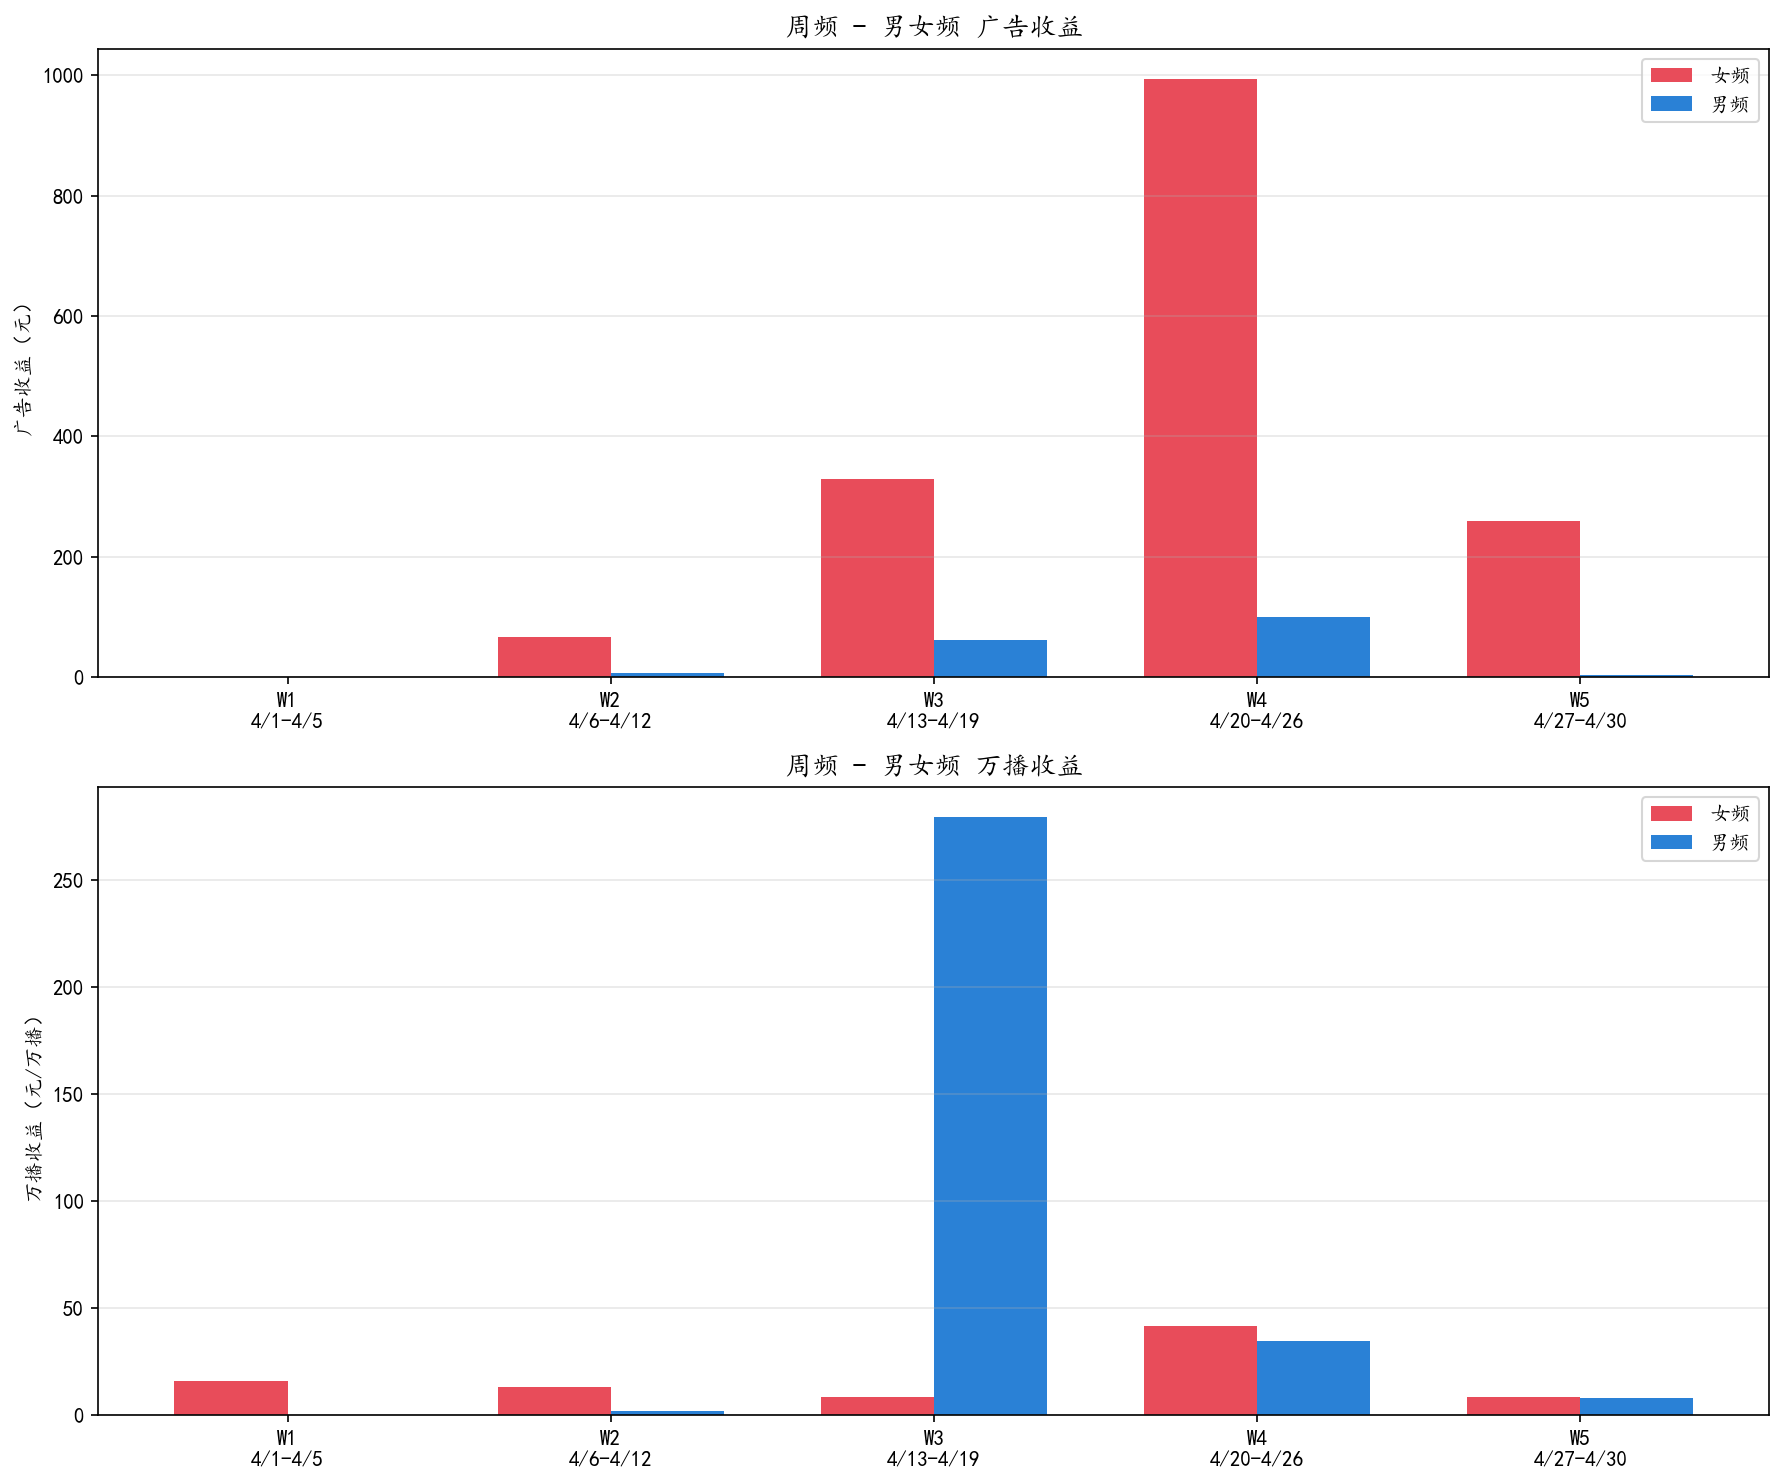 周频 - 男女频 广告收益
女频
男频
广告收益 (元)
1000
800
600
400
200
0
W1
4/1-4/5
W2
4/6-4/12
W3
4/13-4/19
W4
4/20-4/26
W5
4/27-4/30
周频 - 男女频 万播收益
女频
男频
万播收益 (元/万播)
250
200
150
100
50
0
W1
4/1-4/5
W2
4/6-4/12
W3
4/13-4/19
W4
4/20-4/26
W5
4/27-4/30